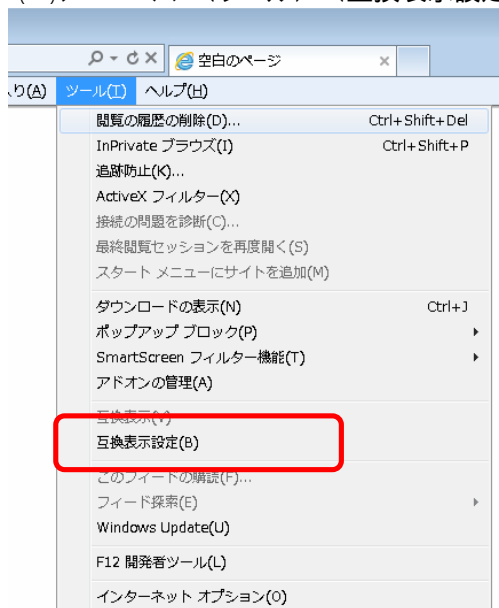 空白のページ
り(A) ツール(T) ヘルプ(H)
閲覧の履歴の削除(D)... Ctrl+Shift+Del
InPrivate ブラウズ(I) Ctrl+Shift+P
追跡防止(K)...
ActiveX フィルター(X)
接続の問題を診断(C)...
最終閲覧セッションを再度開く(S)
スタート メニューにサイトを追加(M)
ダウンロードの表示(N) Ctrl+J
ポップアップ ブロック(P)
SmartScreen フィルター機能(T)
アドオンの管理(A)
互換表示(V)
互換表示設定(B)
このフィードの購読(F)...
フィード探索(E)
Windows Update(U)
F12 開発者ツール(L)
インターネット オプション(O)